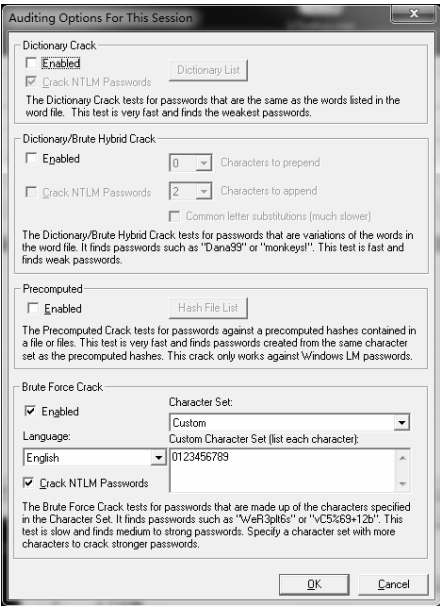 Auditing Options For This Session
Dictionary Crack
Enabled
Dictionary List
Crack NTLM Passwords
The Dictionary Crack tests for passwords that are the same as the words listed in the
word file. This test is very fast and finds the weakest passwords.
Dictionary/Brute Hybrid Crack
Enabled
0
Characters to prepend
Crack NTLM Passwords
2
Characters to append
Common letter substitutions (much slower)
The Dictionary/Brute Hybrid Crack tests for passwords that are variations of the words in
the word file. It finds passwords such as "Dana99" or "monkeys!". This test is fast and
finds weak passwords.
Precomputed
Enabled
Hash File List
The Precomputed Crack tests for passwords against a precomputed hashes contained in
a file or files. This test is very fast and finds passwords created from the same character
set as the precomputed hashes. This crack only works against Windows LM passwords.
Brute Force Crack
Enabled
Character Set:
Custom
Language:
Custom Character Set (list each character):
English
0123456789
Crack NTLM Passwords
The Brute Force Crack tests for passwords that are made up of the characters specified
in the Character Set. It finds passwords such as "WeR3plt6s" or "vC5%69+12b". This
test is slow and finds medium to strong passwords. Specify a character set with more
characters to crack stronger passwords.
OK
Cancel